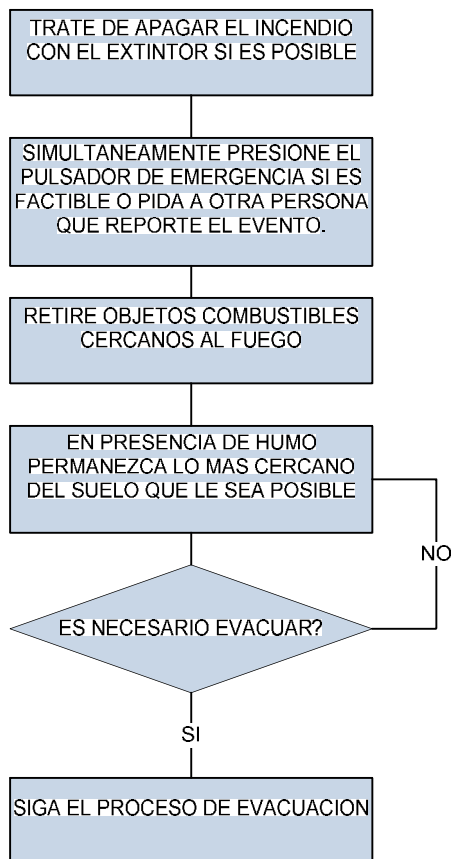 TRATE DE APAGAR EL INCENDIO
CON EL EXTINTOR SI ES POSIBLE
SIMULTANEAMENTE PRESIONE EL
PULSADOR DE EMERGENCIA SI ES
FACTIBLE O PIDA A OTRA PERSONA
QUE REPORTE EL EVENTO.
RETIRE OBJETOS COMBUSTIBLES
CERCANOS AL FUEGO
EN PRESENCIA DE HUMO
PERMANEZCA LO MAS CERCANO
DEL SUELO QUE LE SEA POSIBLE
NO
ES NECESARIO EVACUAR?
SI
SIGA EL PROCESO DE EVACUACION